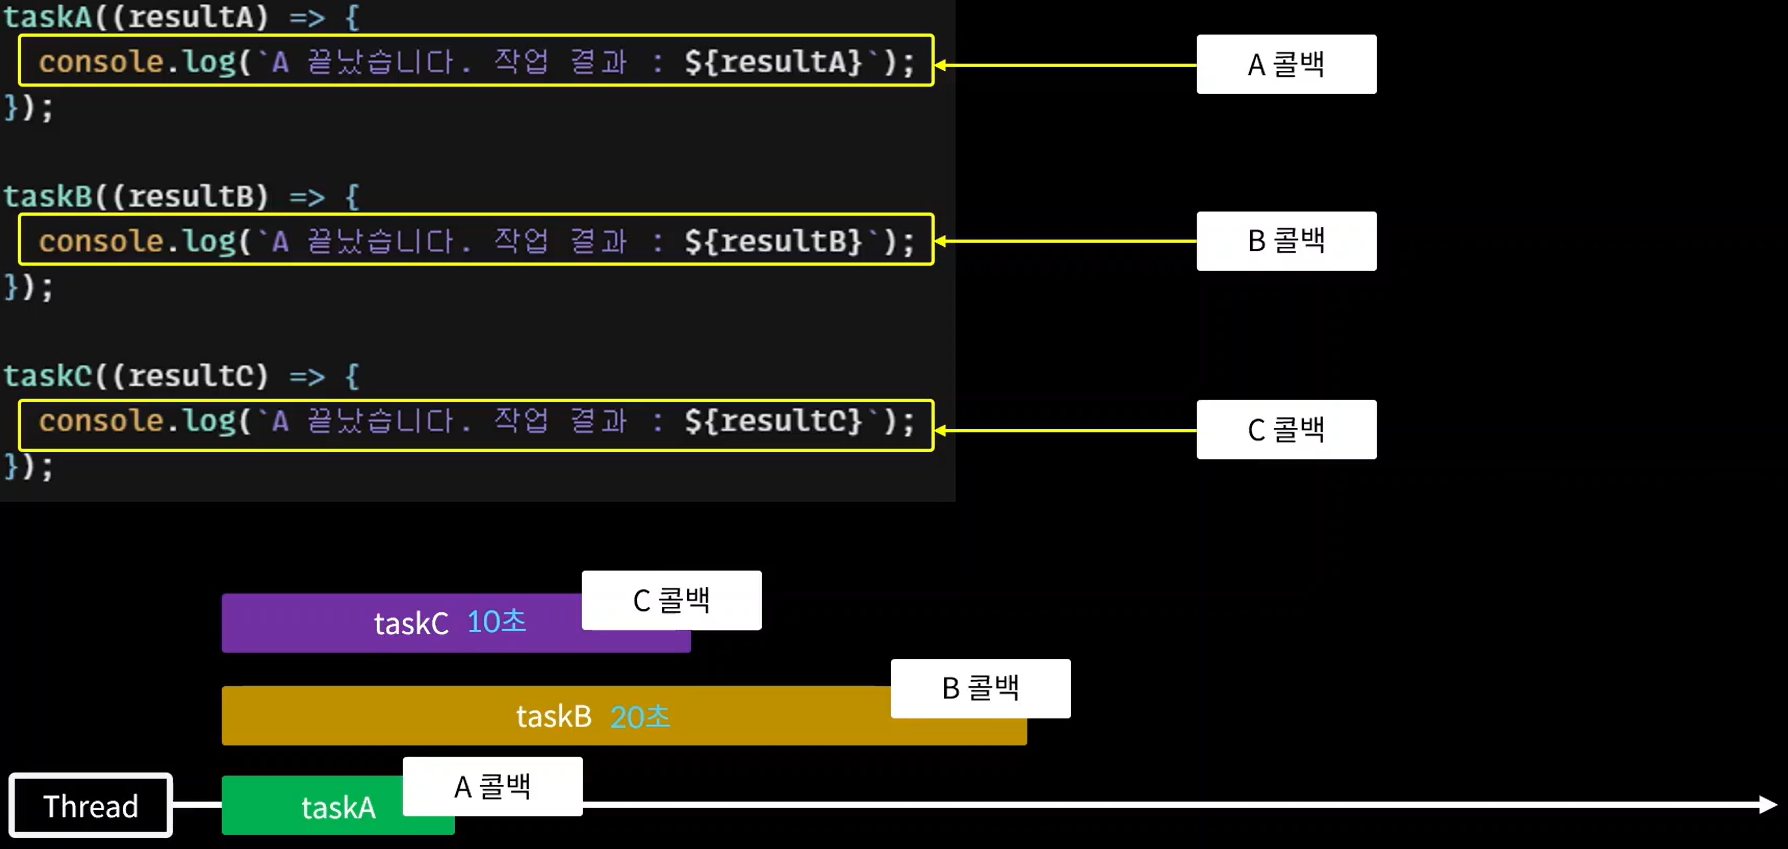 taskA((resultA) => {
console.log(`A 끝났습니다. 작업 결과 : ${resultA}`);
A 콜백
});
taskB((resultB) => {
console.log(`A 끝났습니다. 작업 결과 : ${resultB}`);
B 콜백
});
taskC((resultC) => {
console.log(`A 끝났습니다. 작업 결과 : ${resultC}`);
C 콜백
});
C 콜백
taskC 10초
B 콜백
taskB 20초
A 콜백
Thread
taskA